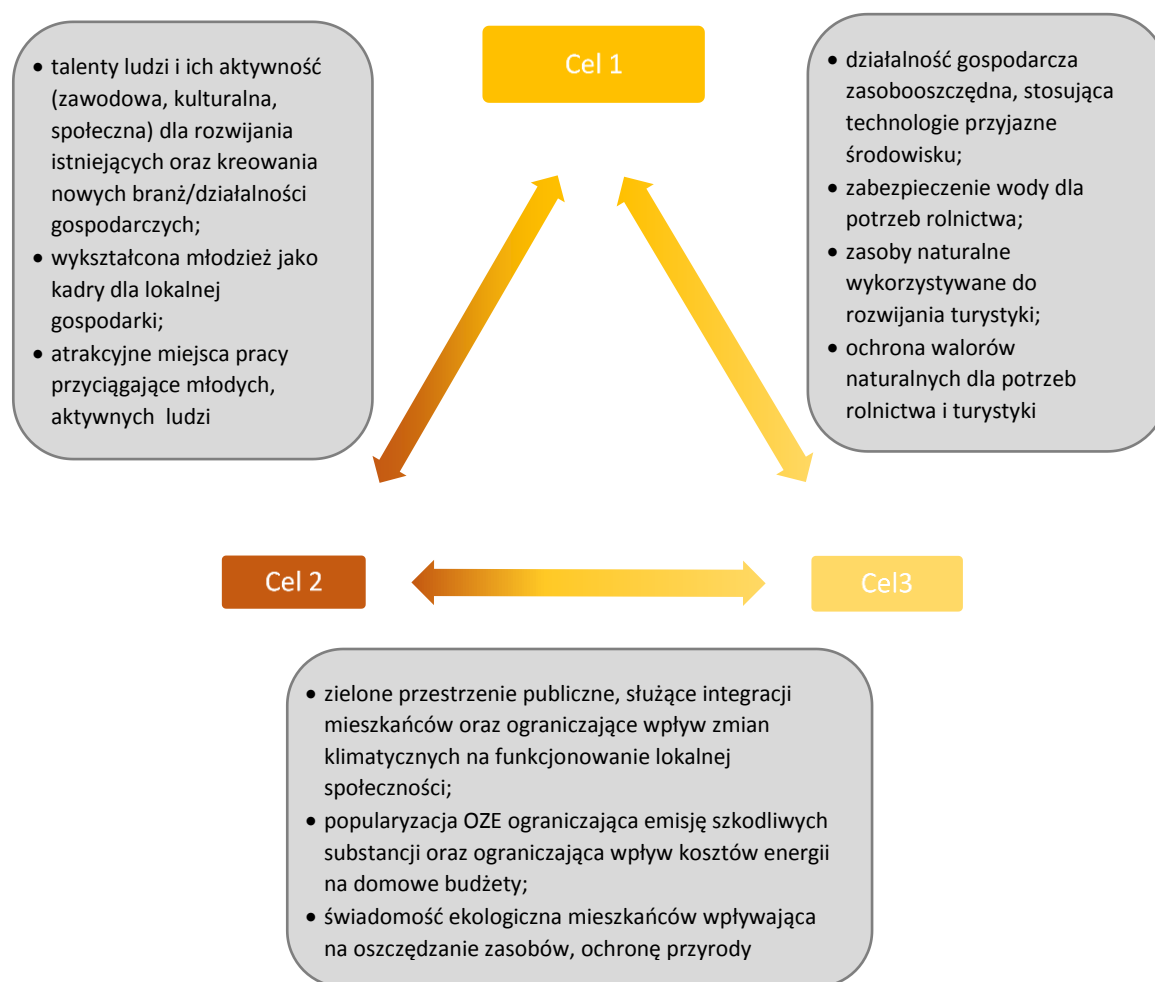 Cel 1
• talenty ludzi i ich aktywność
(zawodowa, kulturalna,
społeczna) dla rozwijania
istniejących oraz kreowania
nowych branż/działalności
gospodarczych;
• wykształcona młodzież jako
kadry dla lokalnej
gospodarki;
• atrakcyjne miejsca pracy
przyciągające młodych,
aktywnych ludzi
• działalność gospodarcza
zasobooszczędna, stosująca
technologie przyjazne
środowisku;
• zabezpieczenie wody dla
potrzeb rolnictwa;
• zasoby naturalne
wykorzystywane do
rozwijania turystyki;
• ochrona walorów
naturalnych dla potrzeb
rolnictwa i turystyki
Cel 2
Cel3
• zielone przestrzenie publiczne, służące integracji
mieszkańców oraz ograniczające wpływ zmian
klimatycznych na funkcjonowanie lokalnej
społeczności;
• popularyzacja OZE ograniczająca emisję szkodliwych
substancji oraz ograniczająca wpływ kosztów energii
na domowe budżety;
• świadomość ekologiczna mieszkańców wpływająca
na oszczędzanie zasobów, ochronę przyrody